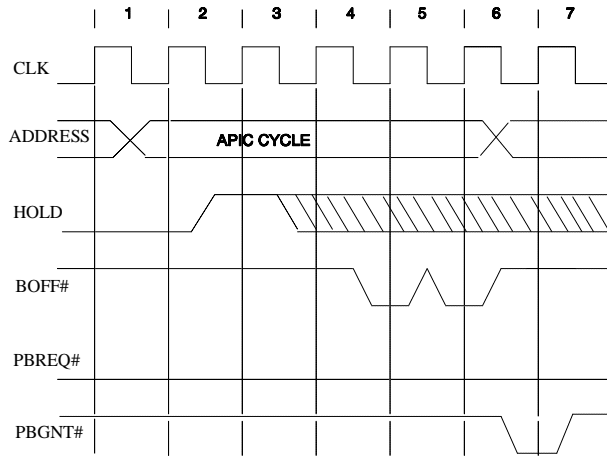 1 2 3 4 5 6 7
CLK
ADDRESS
APIC CYCLE
HOLD
BOFF#
PBREQ#
PBGNT#